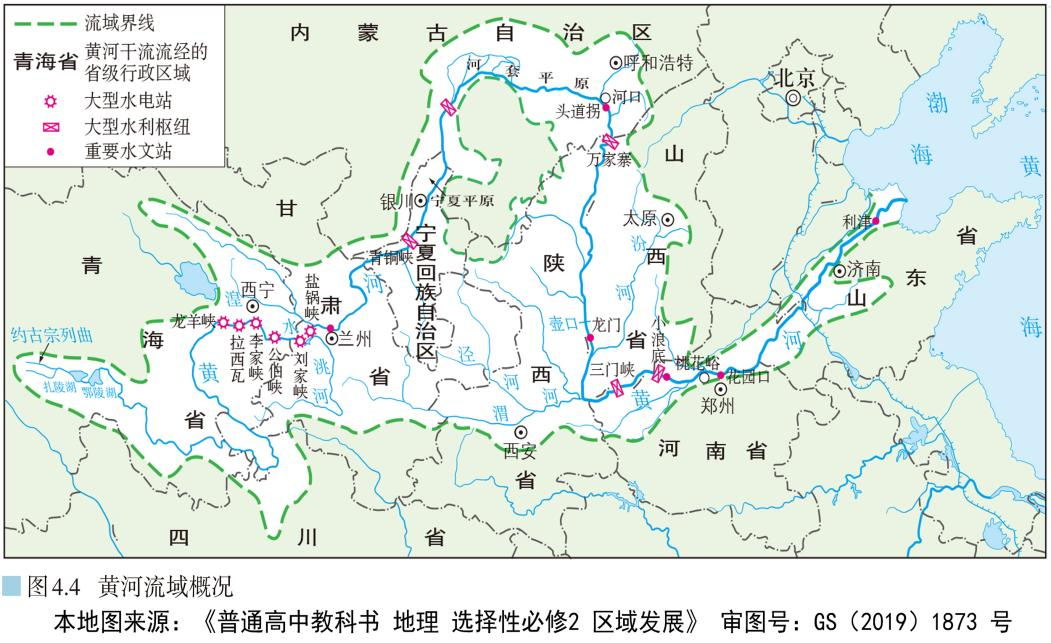 流域界线
青海省 黄河干流流经的
省级行政区域
大型水电站
大型水利枢纽
重要水文站
内蒙古自治区
河套平原
呼和浩特
河口
头道拐
万家寨
北京
渤海
黄海
山西省
太原
汾河
甘肃省
银川
宁夏平原
青铜峡
宁夏回族自治区
陕西省
青海省
西宁
湟水
盐锅峡
龙羊峡
拉西瓦
李家峡
公伯峡
刘家峡
兰州
洮河
黄河
约古宗列曲
扎陵湖
鄂陵湖
泾河
渭河
西安
壶口
龙门
三门峡
小浪底
桃花峪
花园口
郑州
黄河
河南省
利津
济南
山东省
四川省
图4.4 黄河流域概况
本地图来源：《普通高中教科书 地理 选择性必修2 区域发展》 审图号：GS（2019）1873 号